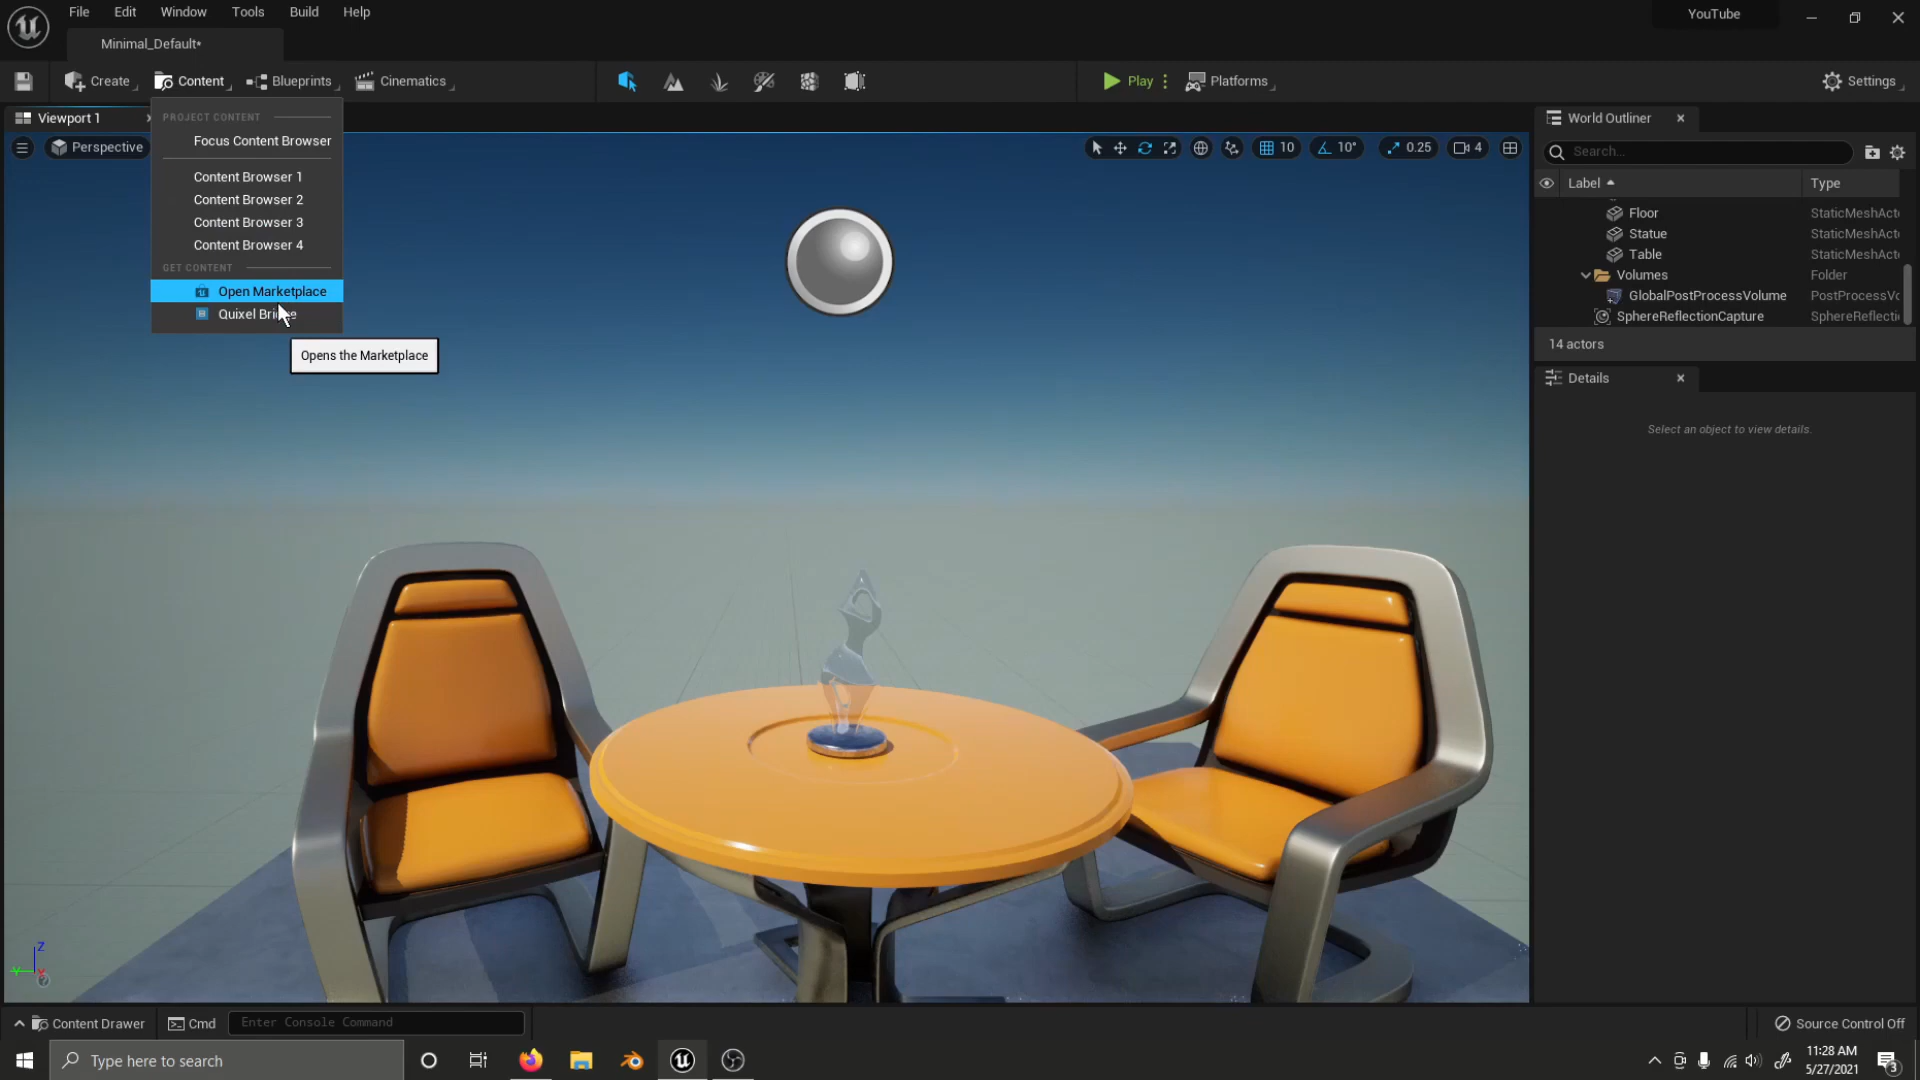 File Edit Window Tools Build Help
YouTube
Minimal_Default*
Create Content Blueprints Cinematics Play Platforms Settings
Viewport 1
World Outliner
PROJECT CONTENT
Focus Content Browser
Content Browser 1
Content Browser 2
Content Browser 3
Content Browser 4
GET CONTENT
Open Marketplace
Quixel
Opens the Marketplace
Perspective
10 10° 0.25 4
Search...
Label Type
Floor StaticMeshActo
Statue StaticMeshActo
Table StaticMeshActo
Volumes Folder
GlobalPostProcessVolume PostProcessVo
SphereReflectionCapture SphereReflectio
14 actors
Details
Select an object to view details.
Z
Y
X
Content Drawer Cmd Enter Console Command Source Control Off
Type here to search
11:28 AM
5/27/2021
3